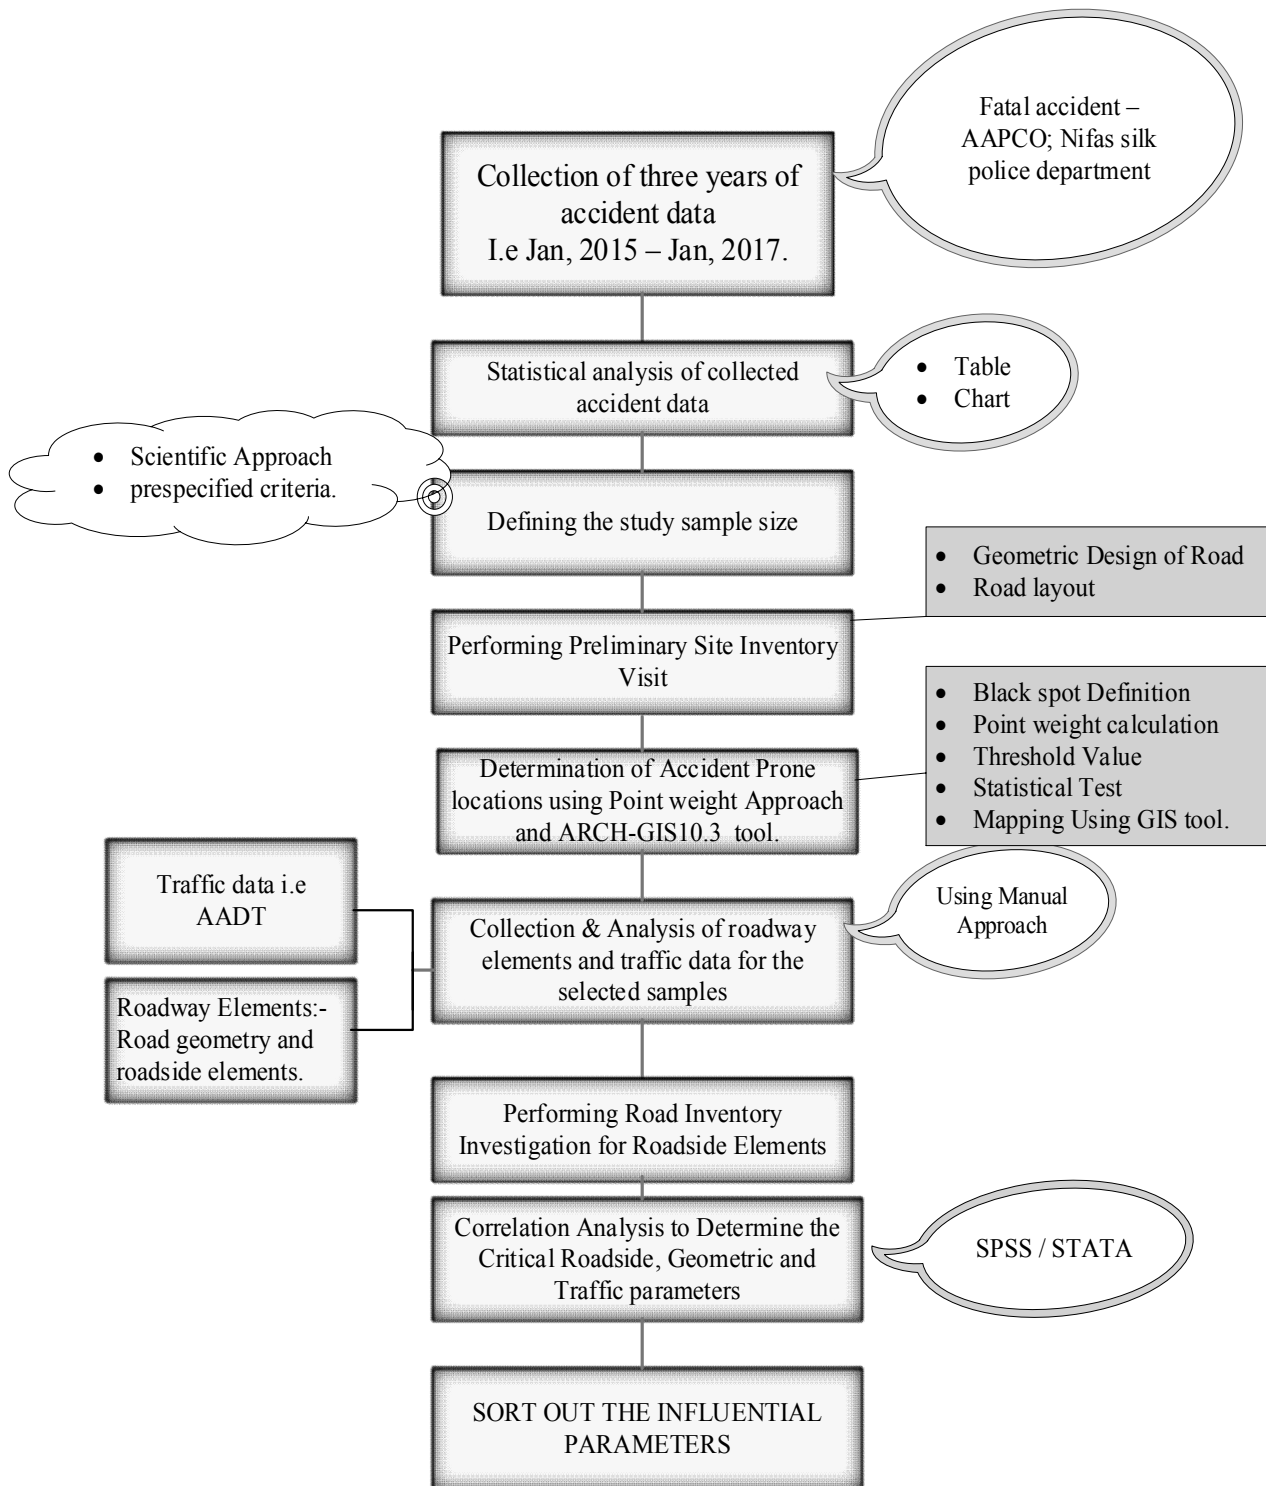 Fatal accident –
AAPCO; Nifas silk
police department
Collection of three years of
accident data
I.e Jan, 2015 – Jan, 2017.
Statistical analysis of collected
accident data
• Table
• Chart
• Scientific Approach
• prespecified criteria.
Defining the study sample size
• Geometric Design of Road
• Road layout
Performing Preliminary Site Inventory
Visit
• Black spot Definition
• Point weight calculation
• Threshold Value
• Statistical Test
• Mapping Using GIS tool.
Determination of Accident Prone
locations using Point weight Approach
and ARCH-GIS10.3 tool.
Traffic data i.e
AADT
Roadway Elements:-
Road geometry and
roadside elements.
Collection & Analysis of roadway
elements and traffic data for the
selected samples
Using Manual
Approach
Performing Road Inventory
Investigation for Roadside Elements
Correlation Analysis to Determine the
Critical Roadside, Geometric and
Traffic parameters
SPSS / STATA
SORT OUT THE INFLUENTIAL
PARAMETERS